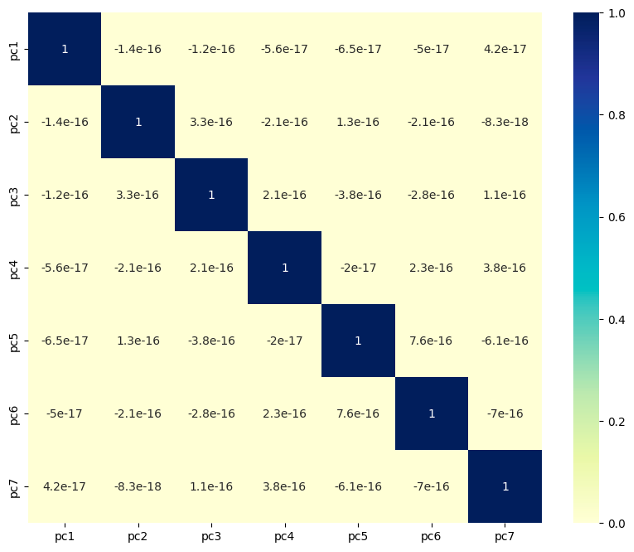 pc1 1 -1.4e-16 -1.2e-16 -5.6e-17 -6.5e-17 -5e-17 4.2e-17
pc2 -1.4e-16 1 3.3e-16 -2.1e-16 1.3e-16 -2.1e-16 -8.3e-18
pc3 -1.2e-16 3.3e-16 1 2.1e-16 -3.8e-16 -2.8e-16 1.1e-16
pc4 -5.6e-17 -2.1e-16 2.1e-16 1 -2e-17 2.3e-16 3.8e-16
pc5 -6.5e-17 1.3e-16 -3.8e-16 -2e-17 1 7.6e-16 -6.1e-16
pc6 -5e-17 -2.1e-16 -2.8e-16 2.3e-16 7.6e-16 1 -7e-16
pc7 4.2e-17 -8.3e-18 1.1e-16 3.8e-16 -6.1e-16 -7e-16 1
pc1 pc2 pc3 pc4 pc5 pc6 pc7
1.0
0.8
0.6
0.4
0.2
0.0